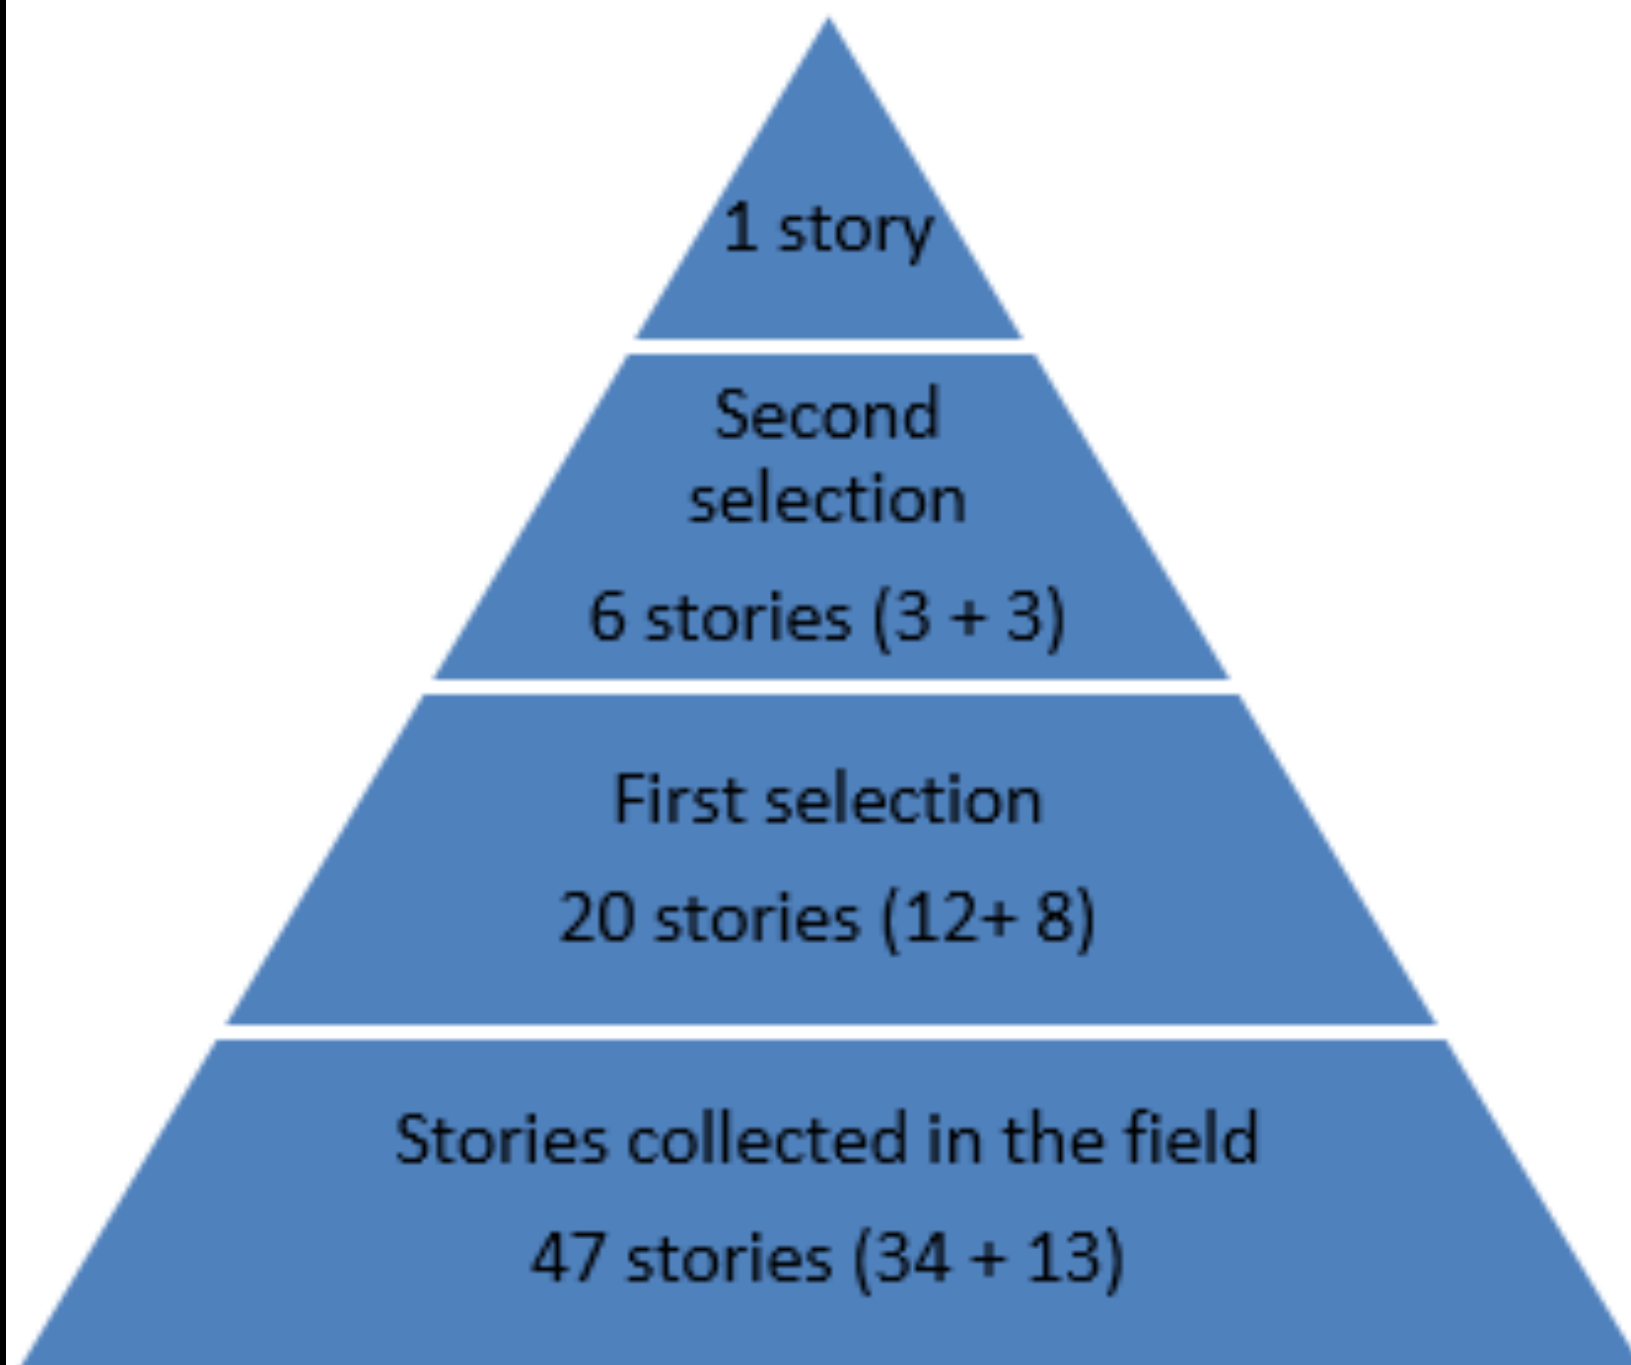 1 story
Second
selection
6 stories (3 + 3)
First selection
20 stories (12+ 8)
Stories collected in the field
47 stories (34 + 13)